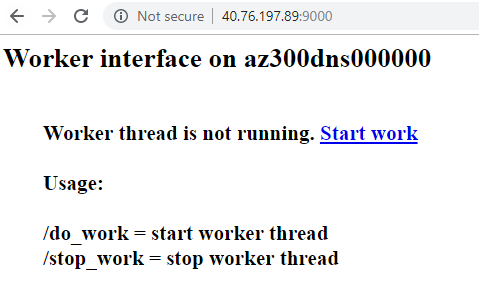 Not secure | 40.76.197.89:9000
Worker interface on az300dns000000
Worker thread is not running. Start work
Usage:
/do_work = start worker thread
/stop_work = stop worker thread